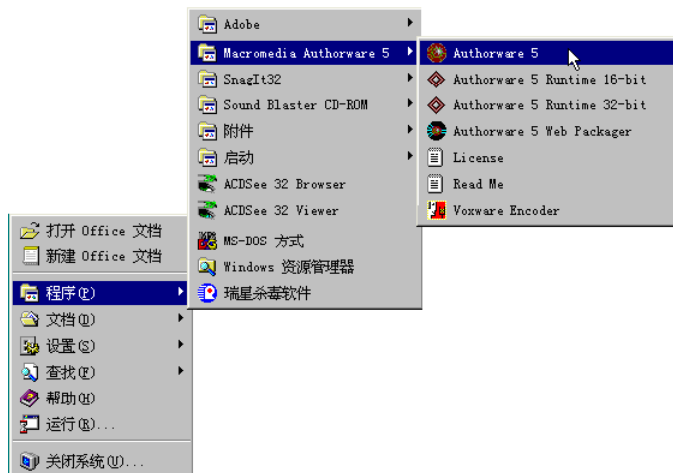 Adobe
Macromedia Authorware 5
SnagIt32
Sound Blaster CD-ROM
附件
启动
ACDSee 32 Browser
ACDSee 32 Viewer
MS-DOS 方式
Windows 资源管理器
瑞星杀毒软件
Authorware 5
Authorware 5 Runtime 16-bit
Authorware 5 Runtime 32-bit
Authorware 5 Web Packager
License
Read Me
Voxware Encoder
打开 Office 文档
新建 Office 文档
程序(P)
文档(D)
设置(S)
查找(F)
帮助(H)
运行(R)...
关闭系统(U)...